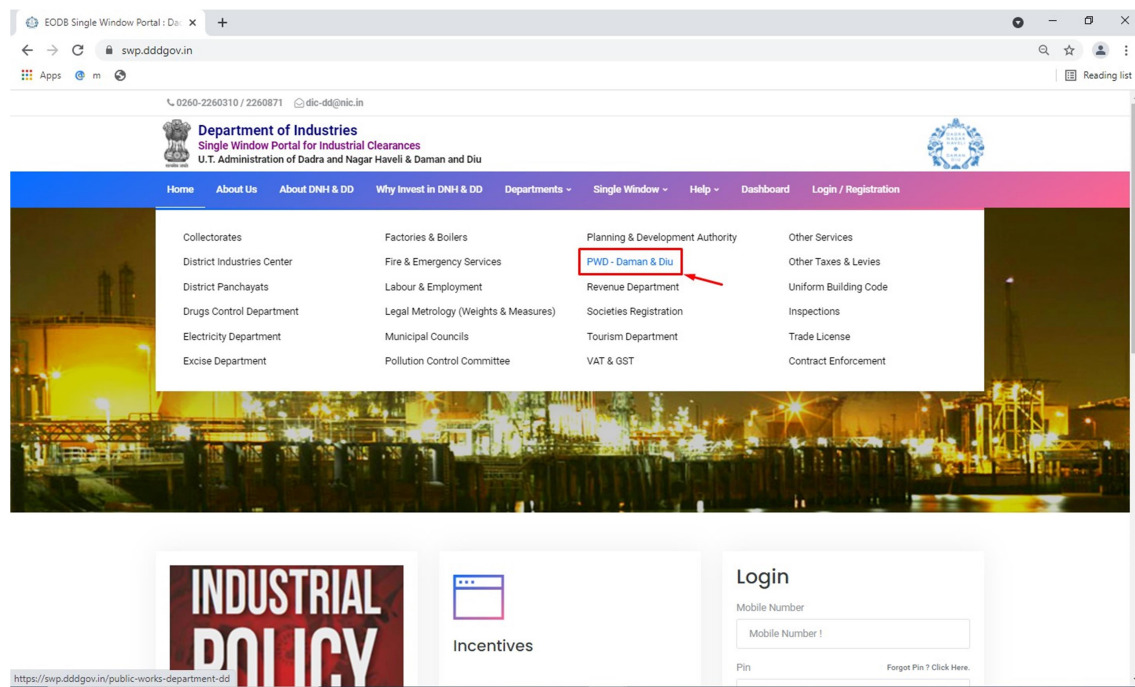 EODB Single Window Portal : Da
swp.dddgov.in
Apps
m
Reading list
0260-2260310 / 2260871 dic-dd@nic.in
Department of Industries
Single Window Portal for Industrial Clearances
U.T. Administration of Dadra and Nagar Haveli & Daman and Diu
Home About Us About DNH & DD Why Invest in DNH & DD Departments Single Window Help Dashboard Login / Registration
Collectorates Factories & Boilers Planning & Development Authority Other Services
District Industries Center Fire & Emergency Services PWD - Daman & Diu Other Taxes & Levies
District Panchayats Labour & Employment Revenue Department Uniform Building Code
Drugs Control Department Legal Metrology (Weights & Measures) Societies Registration Inspections
Electricity Department Municipal Councils Tourism Department Trade License
Excise Department Pollution Control Committee VAT & GST Contract Enforcement
INDUSTRIAL
POLICY
Incentives
Login
Mobile Number
Mobile Number !
Pin Forgot Pin ? Click Here.
https://swp.dddgov.in/public-works-department-dd